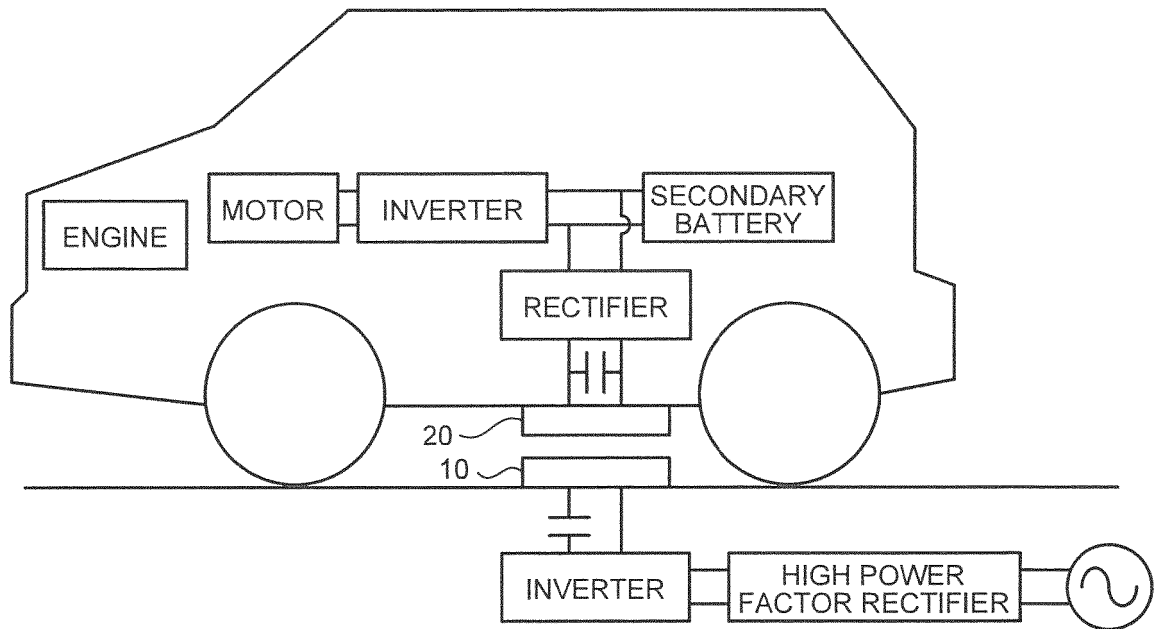 ENGINE
MOTOR
INVERTER
SECONDARY
BATTERY
RECTIFIER
20
10
INVERTER
HIGH POWER
FACTOR RECTIFIER